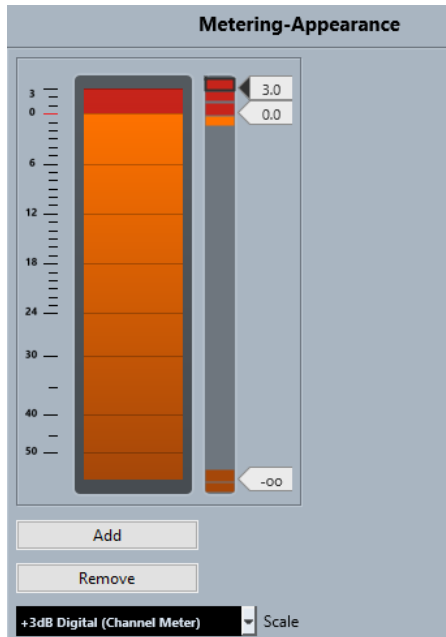 Metering-Appearance
3
3.0
0
0.0
6
12
18
24
30
40
50
-oo
Add
Remove
+3dB Digital (Channel Meter)
Scale